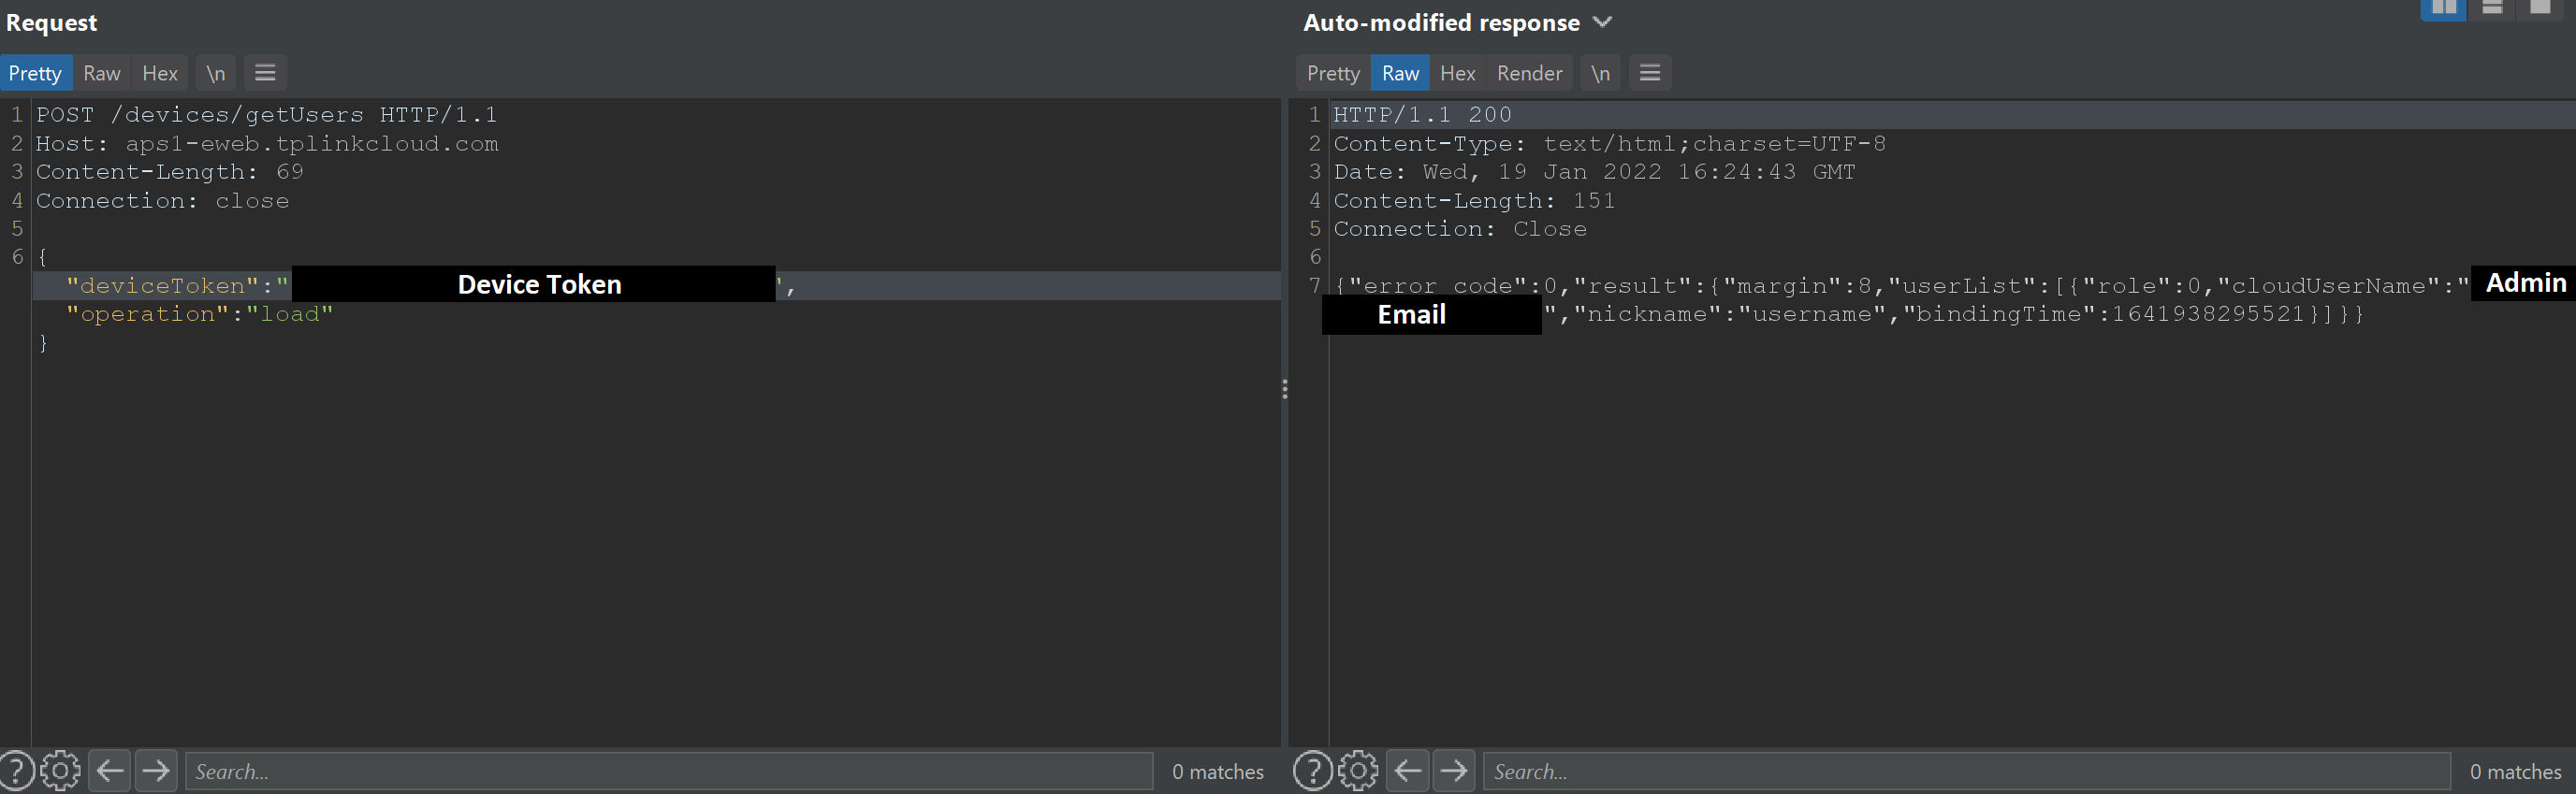 Request
Pretty Raw Hex \n
1 POST /devices/getUsers HTTP/1.1
2 Host: aps1-eweb.tplinkcloud.com
3 Content-Length: 69
4 Connection: close
5
6 {
"deviceToken":" Device Token ",
"operation":"load"
}
Search... 0 matches
Auto-modified response
Pretty Raw Hex Render \n
1 HTTP/1.1 200
2 Content-Type: text/html;charset=UTF-8
3 Date: Wed, 19 Jan 2022 16:24:43 GMT
4 Content-Length: 151
5 Connection: Close
6
7 {"error_code":0,"result":{"margin":8,"userList":[{"role":0,"cloudUserName":" Admin
Email ","nickname":"username","bindingTime":1641938295521}]}}
Search... 0 matches